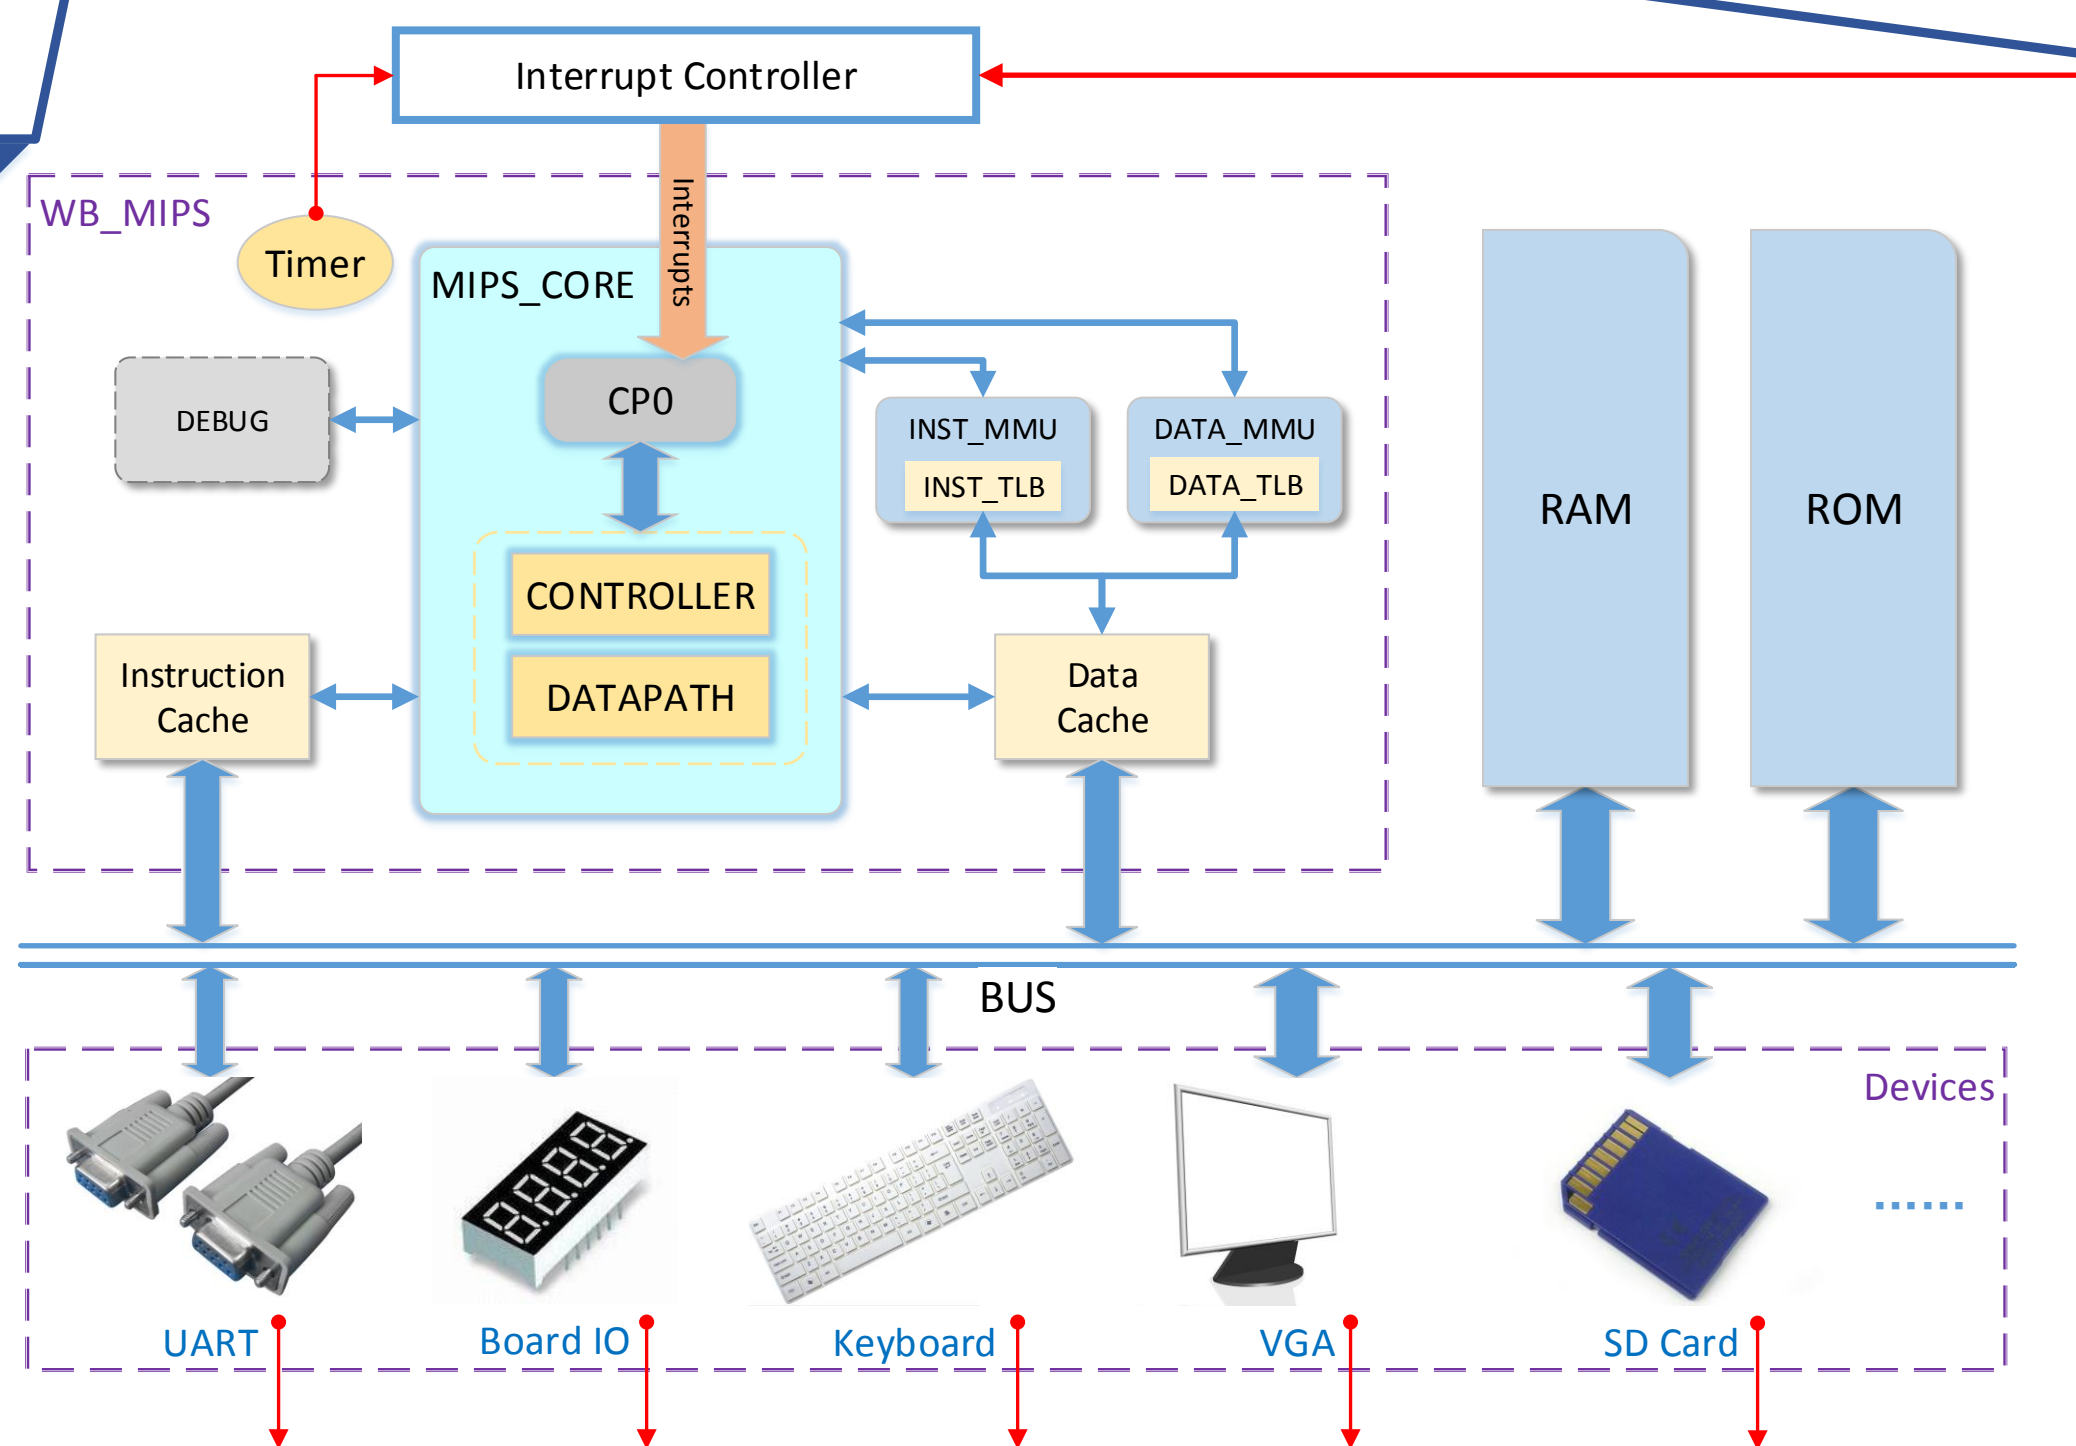 Interrupt Controller
Interrupts
WB_MIPS
Timer
MIPS_CORE
CP0
DEBUG
INST_MMU
INST_TLB
DATA_MMU
DATA_TLB
RAM
ROM
CONTROLLER
DATAPATH
Instruction
Cache
Data
Cache
BUS
Devices
......
UART
Board IO
Keyboard
VGA
SD Card